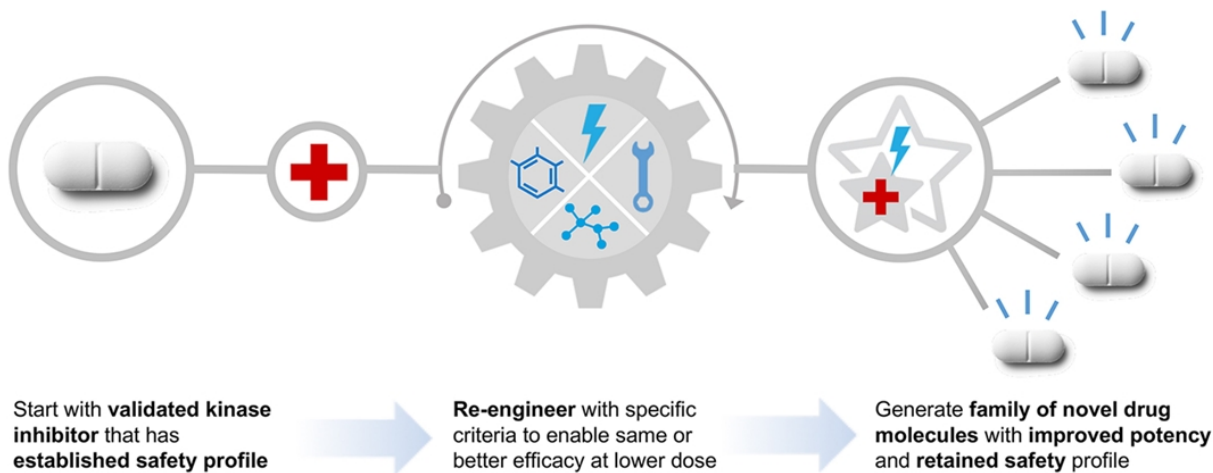 Start with validated kinase
inhibitor that has
established safety profile
Re-engineer with specific
criteria to enable same or
better efficacy at lower dose
Generate family of novel drug
molecules with improved potency
and retained safety profile